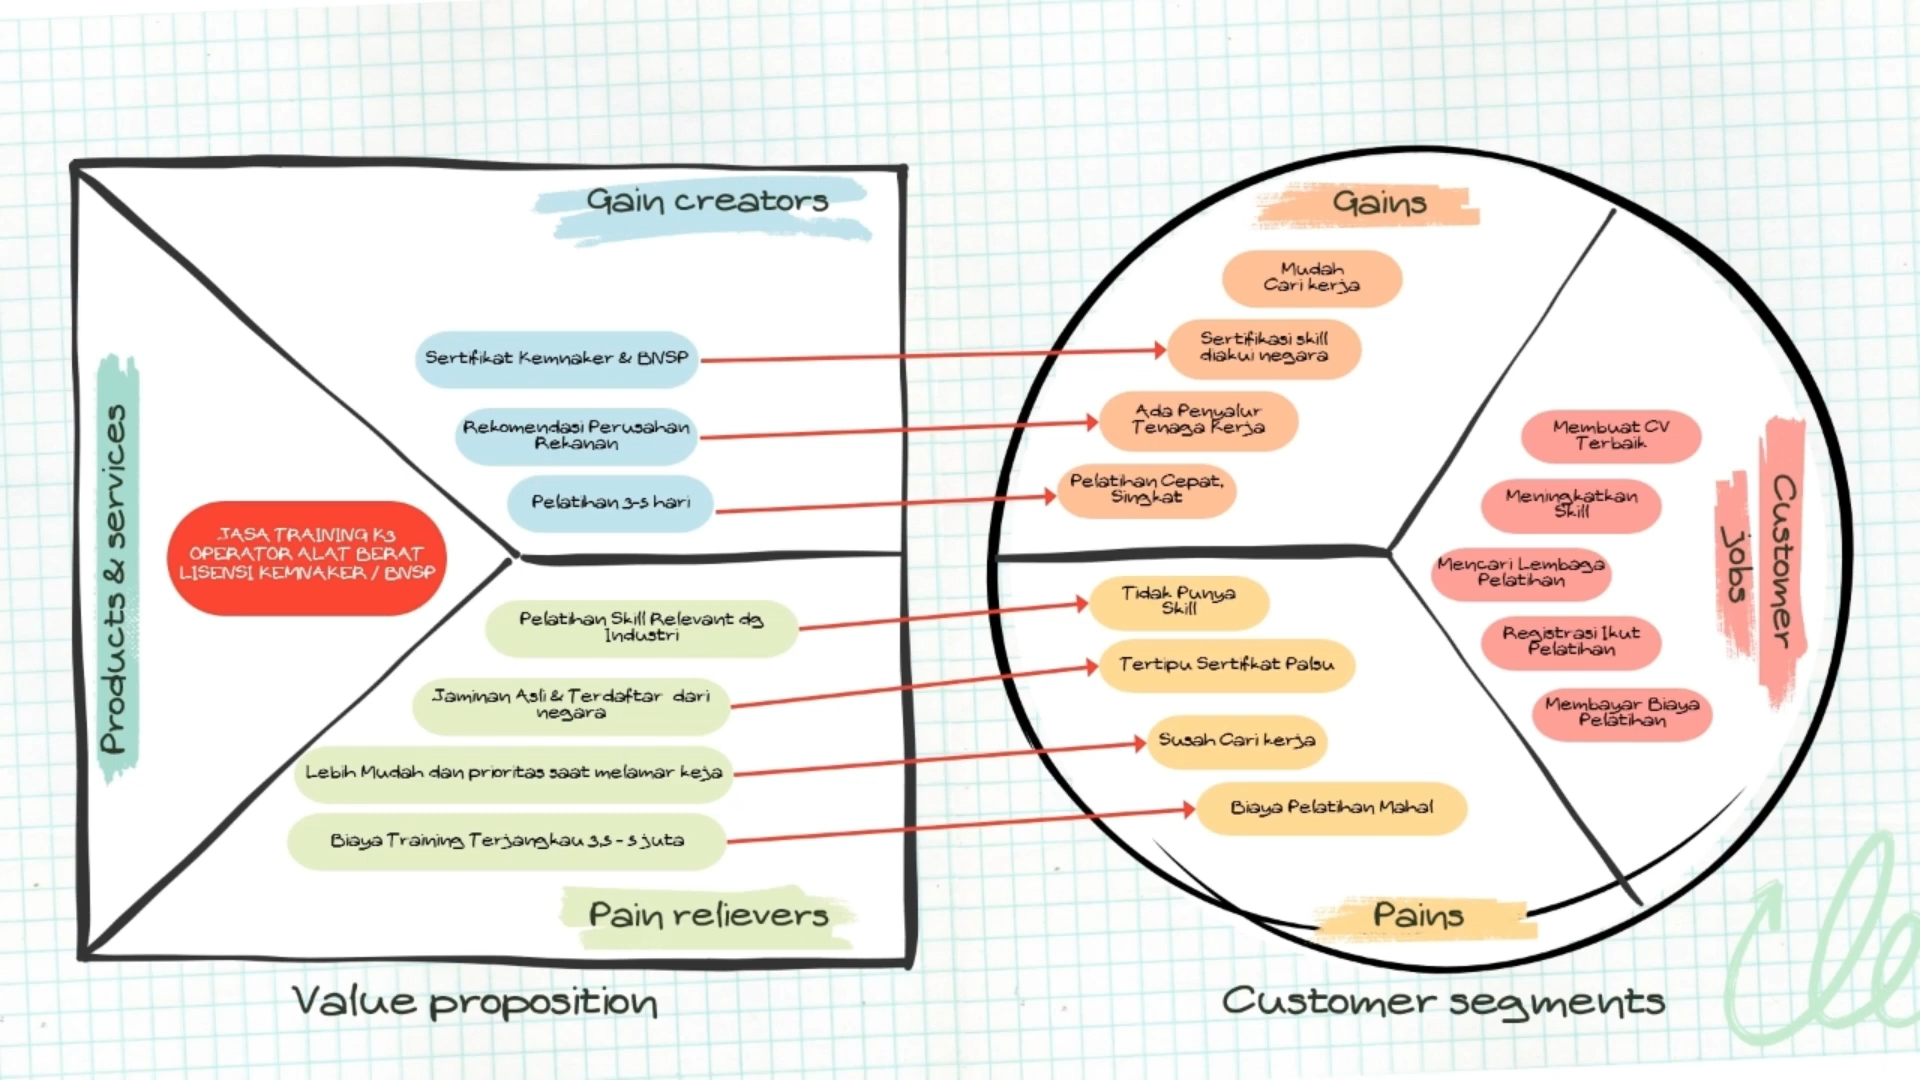 Gain creators
Sertifikat Kemnaker & BNSP
Rekomendasi Perusahan
Rekanan
Pelatihan 3-5 hari
Products & services
JASA TRAINING K3
OPERATOR ALAT BERAT
LISENSI KEMNAKER / BNSP
Pelatihan Skill Relevant dg
Industri
Jaminan Asli & Terdaftar dari
negara
Lebih Mudah dan prioritas saat melamar keja
Biaya Training Terjangkau 3,5 - 5 juta
Pain relievers
Value proposition
Gains
Mudah
Cari kerja
Sertifikasi skill
diakui negara
Ada Penyalur
Tenaga Kerja
Pelatihan Cepat,
Singkat
Membuat CV
Terbaik
Meningkatkan
Skill
Mencari Lembaga
Pelatihan
Registrasi Ikut
Pelatihan
Membayar Biaya
Pelatihan
Customer
jobs
Tidak Punya
Skill
Tertipu Sertifkat Palsu
Susah Cari kerja
Biaya Pelatihan Mahal
Pains
Customer segments